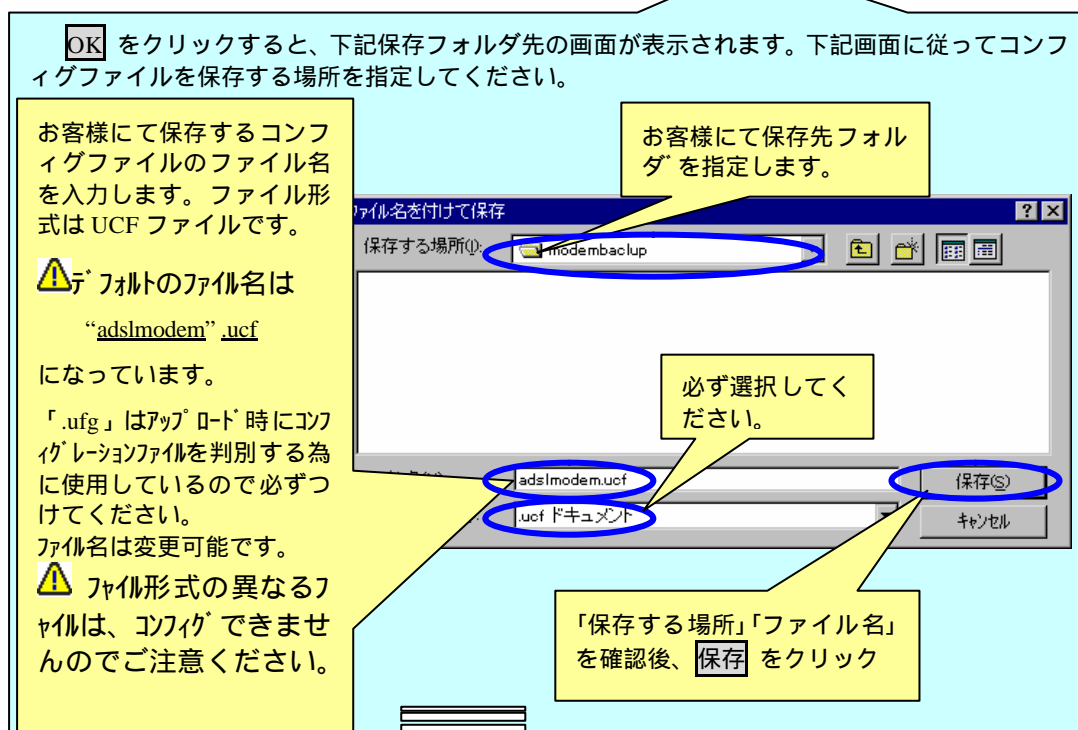 OK をクリックすると、下記保存フォルダ先の画面が表示されます。下記画面に従ってコンフ
ィグファイルを保存する場所を指定してください。
お客様にて保存するコンフ
ィグファイルのファイル名
を入力します。ファイル形
式は UCF ファイルです。
ﾃﾞﾌｫﾙﾄのﾌｧｲﾙ名は
“adslmodem” .ucf
になっています。
「.ufg」はｱｯﾌﾟﾛｰﾄﾞ時にｺﾝﾌ
ｨｸﾞﾚｰｼｮﾝﾌｧｲﾙを判別する為
に使用しているので必ずつ
けてください。
ﾌｧｲﾙ名は変更可能です。
ﾌｧｲﾙ形式の異なるﾌ
ｧｲﾙは、ｺﾝﾌｨｸﾞできませ
んのでご注意ください。
お客様にて保存先フォル
ダﾞを指定します。
ファイル名を付けて保存
保存する場所(I):
modembaclup
必ず選択してく
ださい。
adslmodem.ucf
保存(S)
.ucf ドキュメント
キャンセル
「保存する場所」「ファイル名」
を確認後、 保存 をクリック